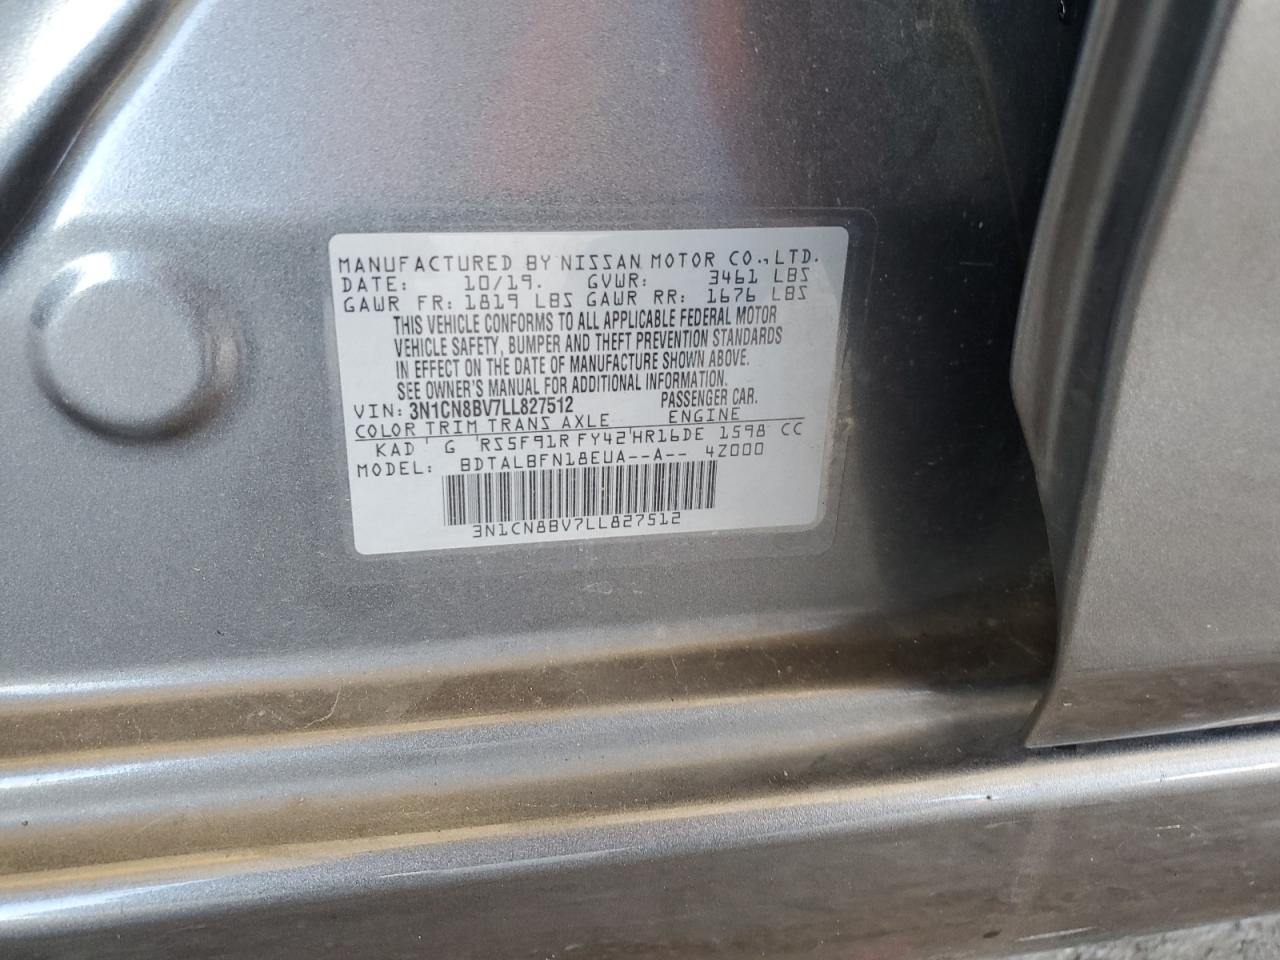 MANUFACTURED BY NISSAN MOTOR CO., LTD.
DATE: 10/19. GVWR: 3461 LBS
GAWR FR: 1819 LBS GAWR RR: 1676 LBS
THIS VEHICLE CONFORMS TO ALL APPLICABLE FEDERAL MOTOR
VEHICLE SAFETY, BUMPER AND THEFT PREVENTION STANDARDS
IN EFFECT ON THE DATE OF MANUFACTURE SHOWN ABOVE.
SEE OWNER'S MANUAL FOR ADDITIONAL INFORMATION.
VIN: 3N1CN8BV7LL827512 PASSENGER CAR.
COLOR TRIM TRANS AXLE ENGINE
KAD ' G ' RS5F91R FY42'HR16DE 1598 CC
MODEL: BDTALBFN18EUA--A-- 4Z000
3N1CN8BV7LL827512